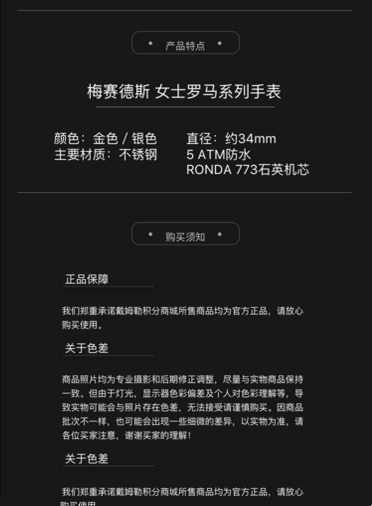 * 产品特点 *
梅赛德斯 女士罗马系列手表
颜色：金色 / 银色
主要材质：不锈钢
直径：约34mm
5 ATM防水
RONDA 773石英机芯
* 购买须知 *
正品保障
我们郑重承诺戴姆勒积分商城所售商品均为官方正品，请放心
购买使用。
关于色差
商品照片均为专业摄影和后期修正调整，尽量与实物商品保持
一致。但由于灯光，显示器色彩偏差及个人对色彩理解等，导
致实物可能会与照片存在色差，无法接受请谨慎购买。因商品
批次不一样，也可能会出现一些细微的差异，以实物为准，请
各位买家注意，谢谢买家的理解！
关于色差
我们郑重承诺戴姆勒积分商城所售商品均为官方正品，请放心
购买使用。